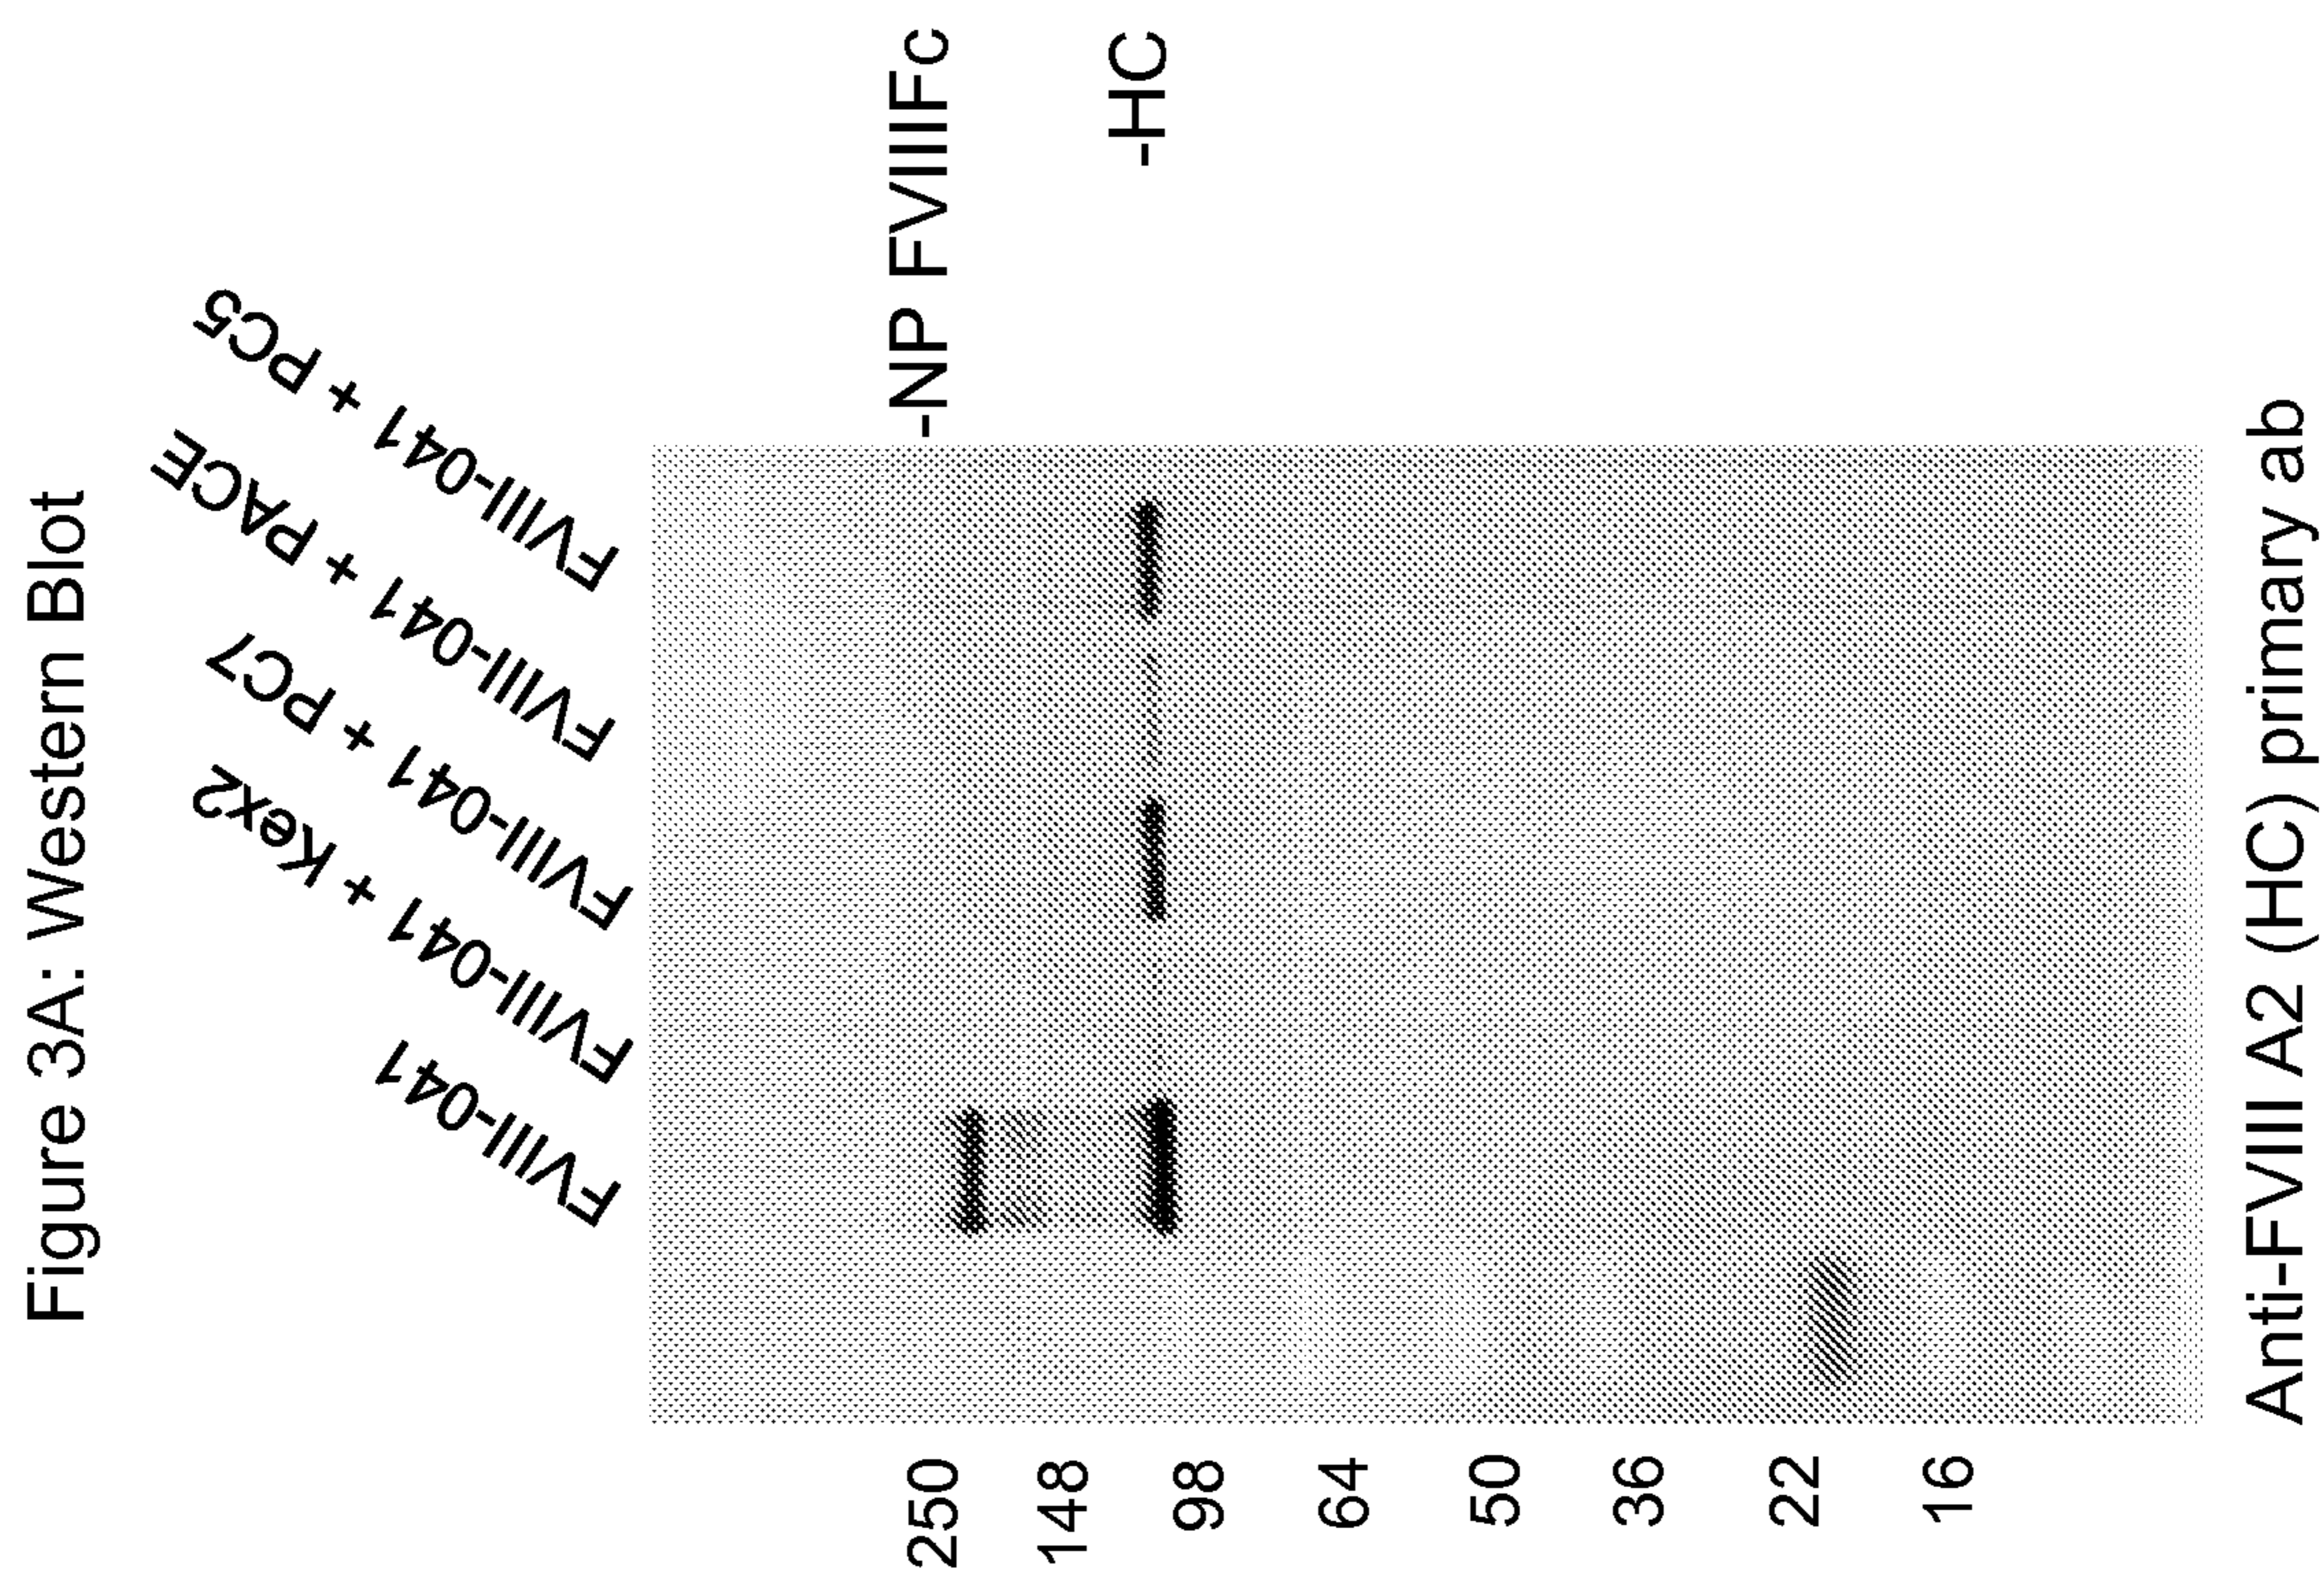 Figure 3A: Western Blot
FVIII-041
FVIII-041 + Kex2
FVIII-041 + PC7
FVIII-041 + PACE
FVIII-041 + PC5
250
148
98
64
50
36
22
16
-NP FVIIIFc
-HC
Anti-FVIII A2 (HC) primary ab